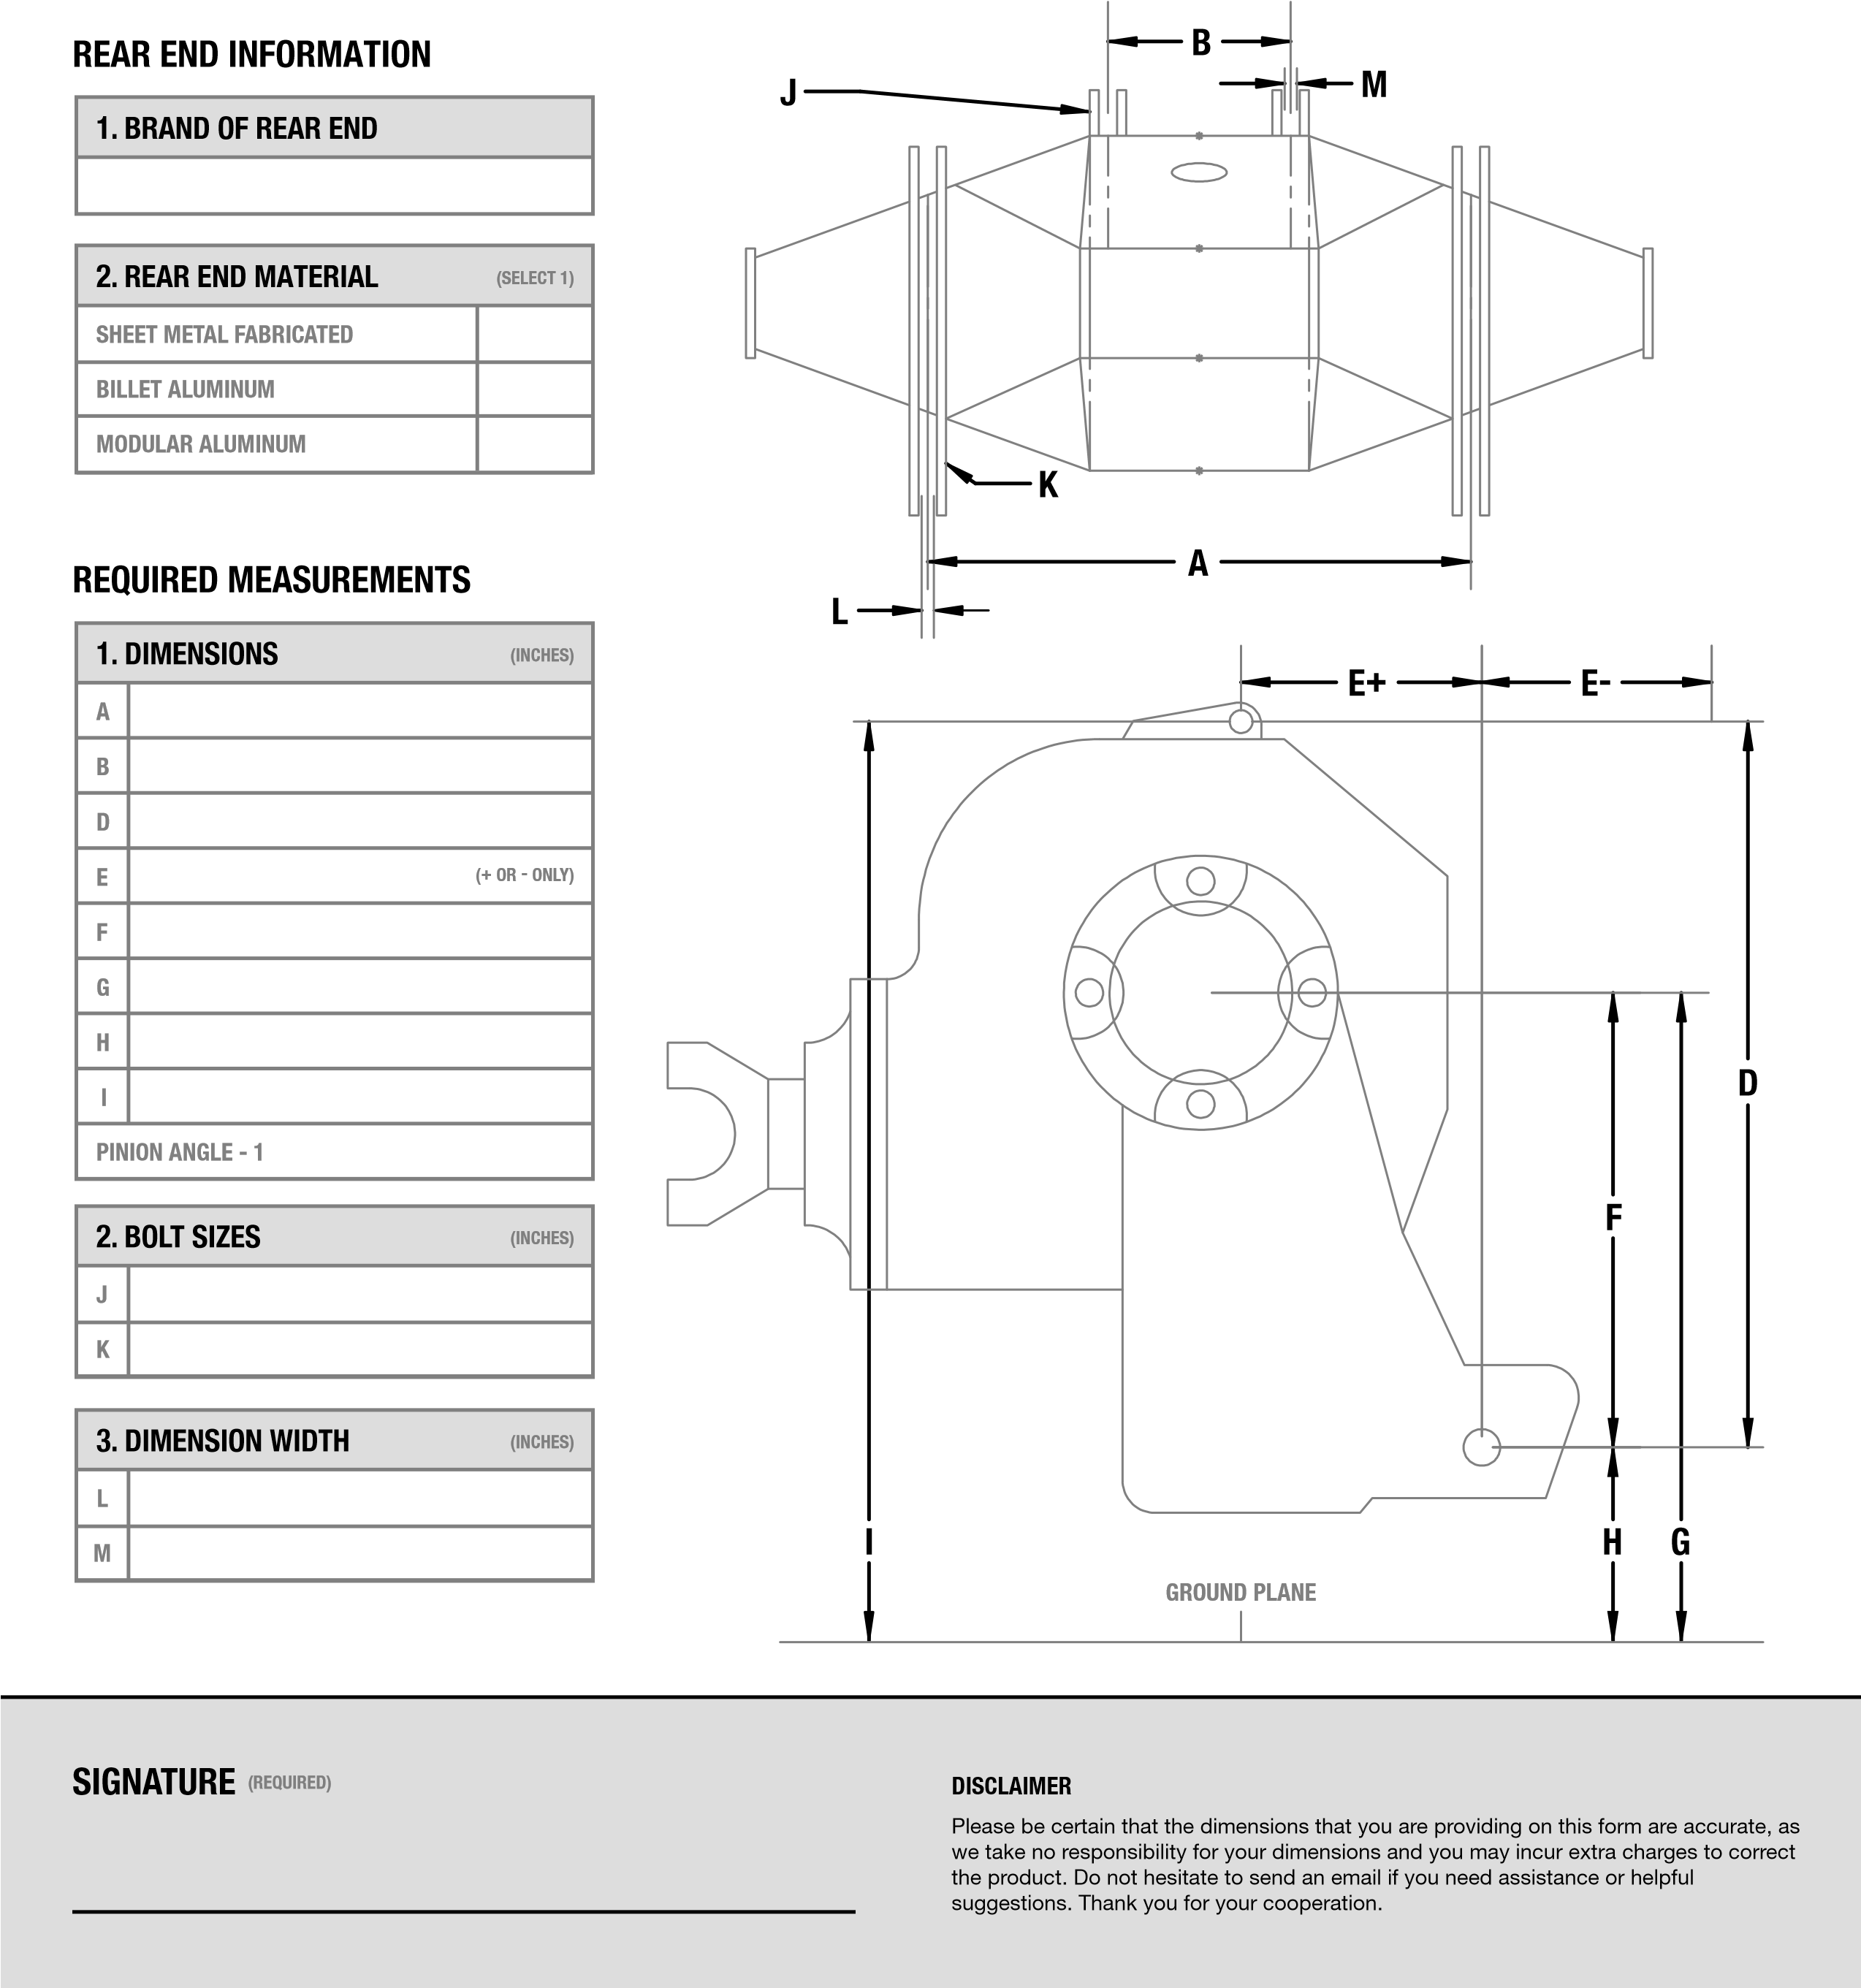 REAR END INFORMATION
1. BRAND OF REAR END
2. REAR END MATERIAL (SELECT 1)
SHEET METAL FABRICATED
BILLET ALUMINUM
MODULAR ALUMINUM
REQUIRED MEASUREMENTS
1. DIMENSIONS (INCHES)
A
B
D
E (+ OR - ONLY)
F
G
H
I
PINION ANGLE - 1
2. BOLT SIZES (INCHES)
J
K
3. DIMENSION WIDTH (INCHES)
L
M
B
J
M
K
A
L
E+
E-
D
F
I
H
G
GROUND PLANE
SIGNATURE (REQUIRED)
DISCLAIMER
Please be certain that the dimensions that you are providing on this form are accurate, as
we take no responsibility for your dimensions and you may incur extra charges to correct
the product. Do not hesitate to send an email if you need assistance or helpful
suggestions. Thank you for your cooperation.